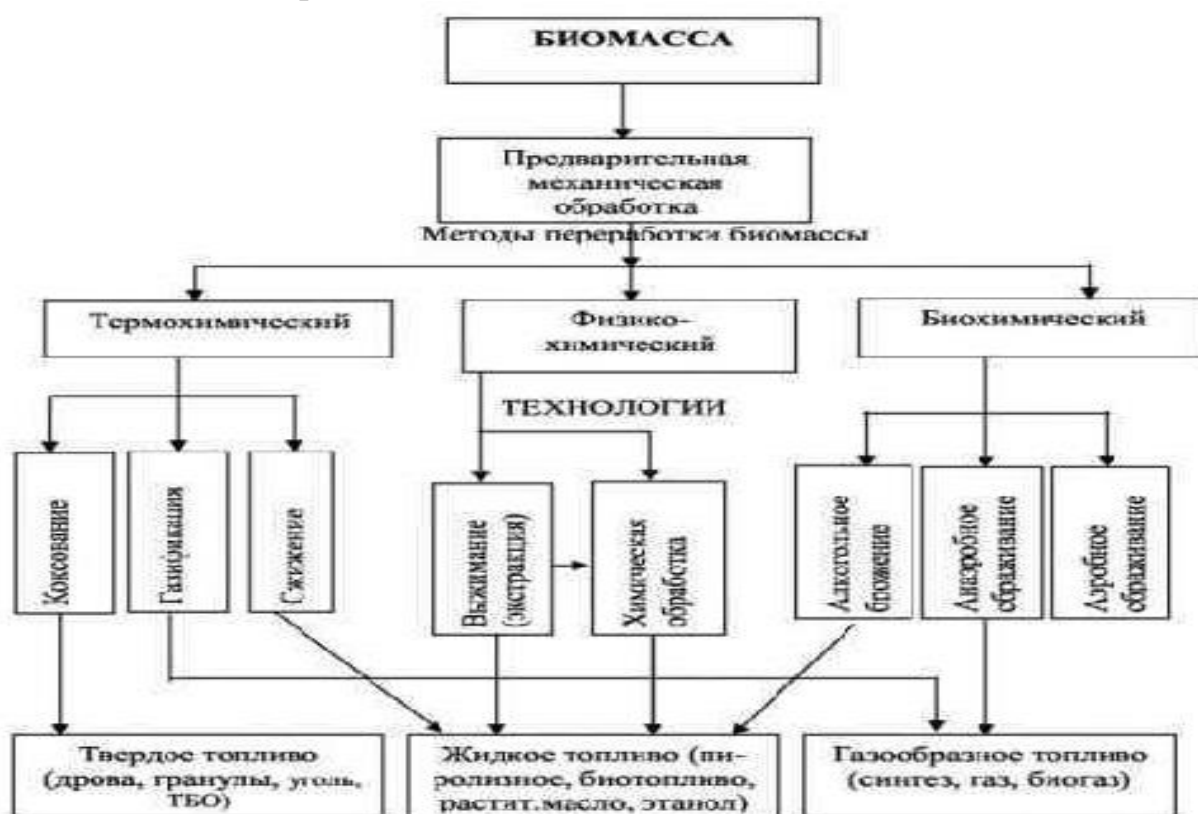 БИОМАССА
Предварительная
механическая
обработка
Методы переработки биомассы
Термохимический
Физико-
химический
Биохимический
ТЕХНОЛОГИИ
Коксование
Газификация
Сжижение
Выжимание
(экстракция)
Химическая
обработка
Алкогольное
брожение
Анаэробное
сбраживание
Аэробное
сбраживание
Твердое топливо
(дрова, гранулы, уголь,
ТБО)
Жидкое топливо (пи-
ролизное, биотопливо,
растит.масло, этанол)
Газообразное топливо
(синтез, газ, биогаз)